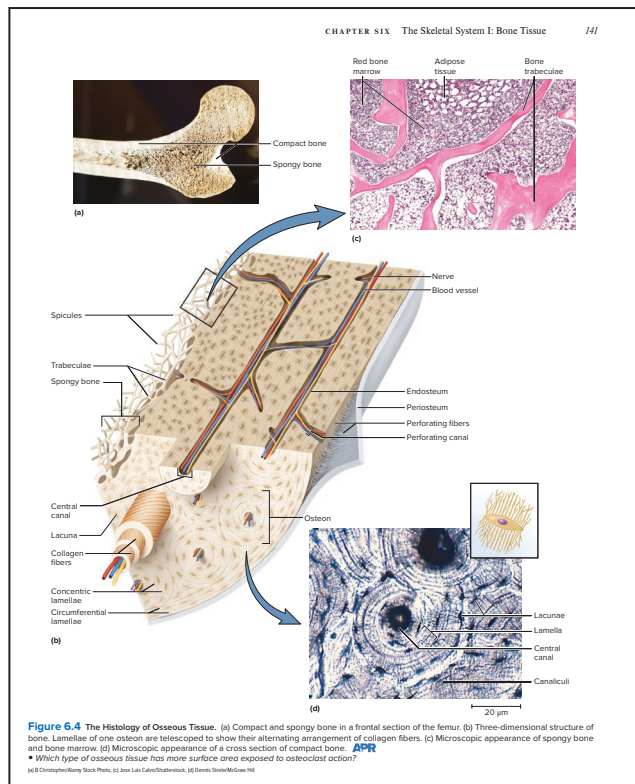 CHAPTER SIX The Skeletal System I: Bone Tissue 141
Red bone
marrow
Adipose
tissue
Bone
trabeculae
Compact bone
Spongy bone
(a)
(c)
Nerve
Blood vessel
Spicules
Trabeculae
Spongy bone
Endosteum
Periosteum
Perforating fibers
Perforating canal
Central
canal
Osteon
Lacuna
Collagen
fibers
Concentric
lamellae
Circumferential
lamellae
(b)
Lacunae
Lamella
Central
canal
Canaliculi
(d)
20 μm
Figure 6.4 The Histology of Osseous Tissue. (a) Compact and spongy bone in a frontal section of the femur. (b) Three-dimensional structure of
bone. Lamellae of one osteon are telescoped to show their alternating arrangement of collagen fibers. (c) Microscopic appearance of spongy bone
and bone marrow. (d) Microscopic appearance of a cross section of compact bone. APR
• Which type of osseous tissue has more surface area exposed to osteoclast action?
(a) B Christopher/Alamy Stock Photo, (c) Jose Luis Calvo/Shutterstock, (d) Dennis Strete/McGraw Hill